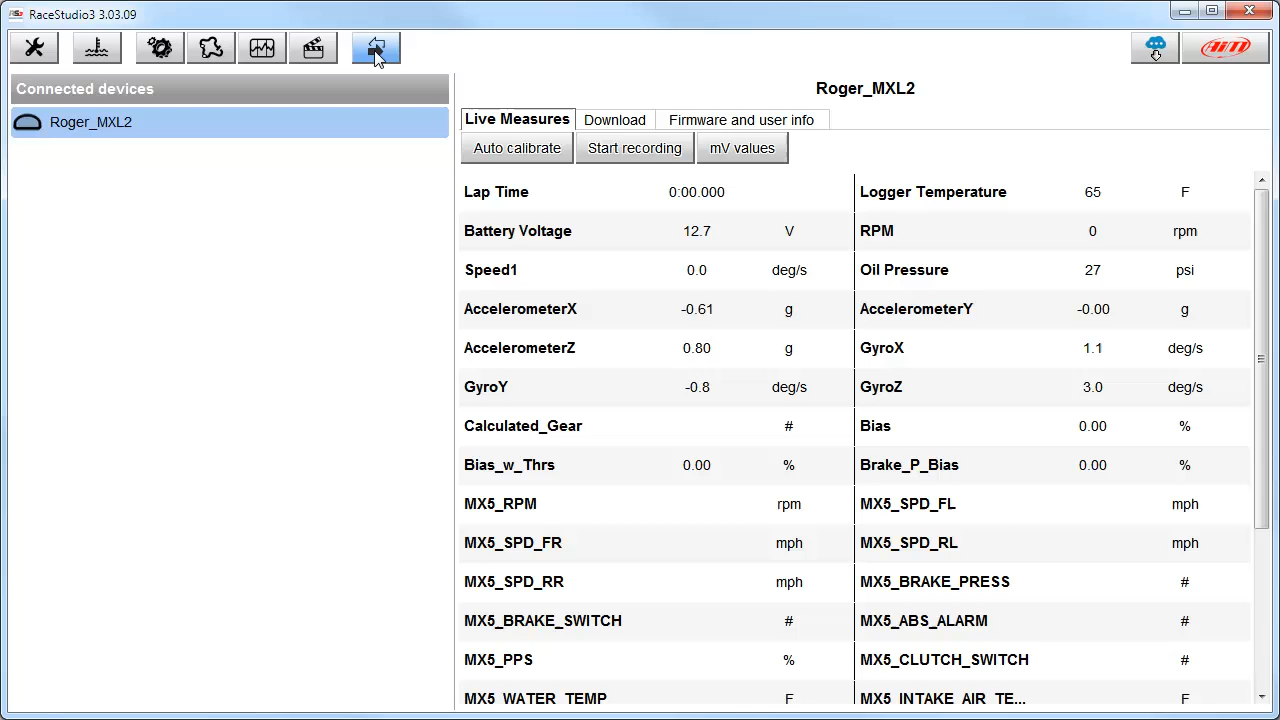 RaceStudio3 3.03.09
AiM
Connected devices
Roger_MXL2
Roger_MXL2
Live Measures Download Firmware and user info
Auto calibrate Start recording mV values
Lap Time 0:00.000 Logger Temperature 65 F
Battery Voltage 12.7 V RPM 0 rpm
Speed1 0.0 deg/s Oil Pressure 27 psi
AccelerometerX -0.61 g AccelerometerY -0.00 g
AccelerometerZ 0.80 g GyroX 1.1 deg/s
GyroY -0.8 deg/s GyroZ 3.0 deg/s
Calculated_Gear # Bias 0.00 %
Bias_w_Thrs 0.00 % Brake_P_Bias 0.00 %
MX5_RPM rpm MX5_SPD_FL mph
MX5_SPD_FR mph MX5_SPD_RL mph
MX5_SPD_RR mph MX5_BRAKE_PRESS #
MX5_BRAKE_SWITCH # MX5_ABS_ALARM #
MX5_PPS % MX5_CLUTCH_SWITCH #
MX5_WATER_TEMP F MX5_INTAKE_AIR_TE... F